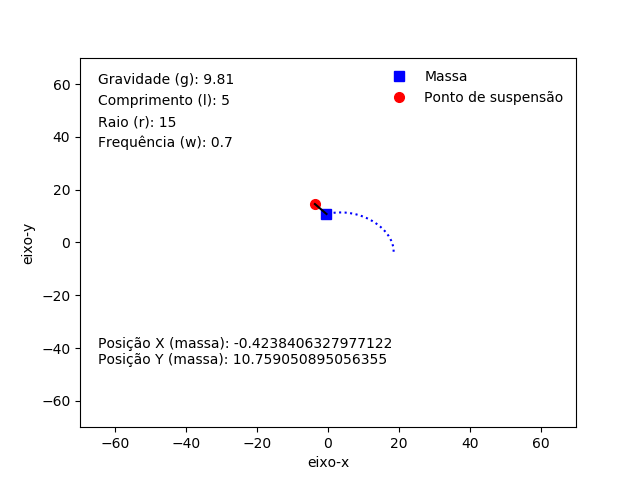 Gravidade (g): 9.81
Comprimento (l): 5
Raio (r): 15
Frequência (w): 0.7
Massa
Ponto de suspensão
60
40
20
0
−20
−40
−60
eixo-y
Posição X (massa): -0.4238406327977122
Posição Y (massa): 10.759050895056355
−60
−40
−20
0
20
40
60
eixo-x